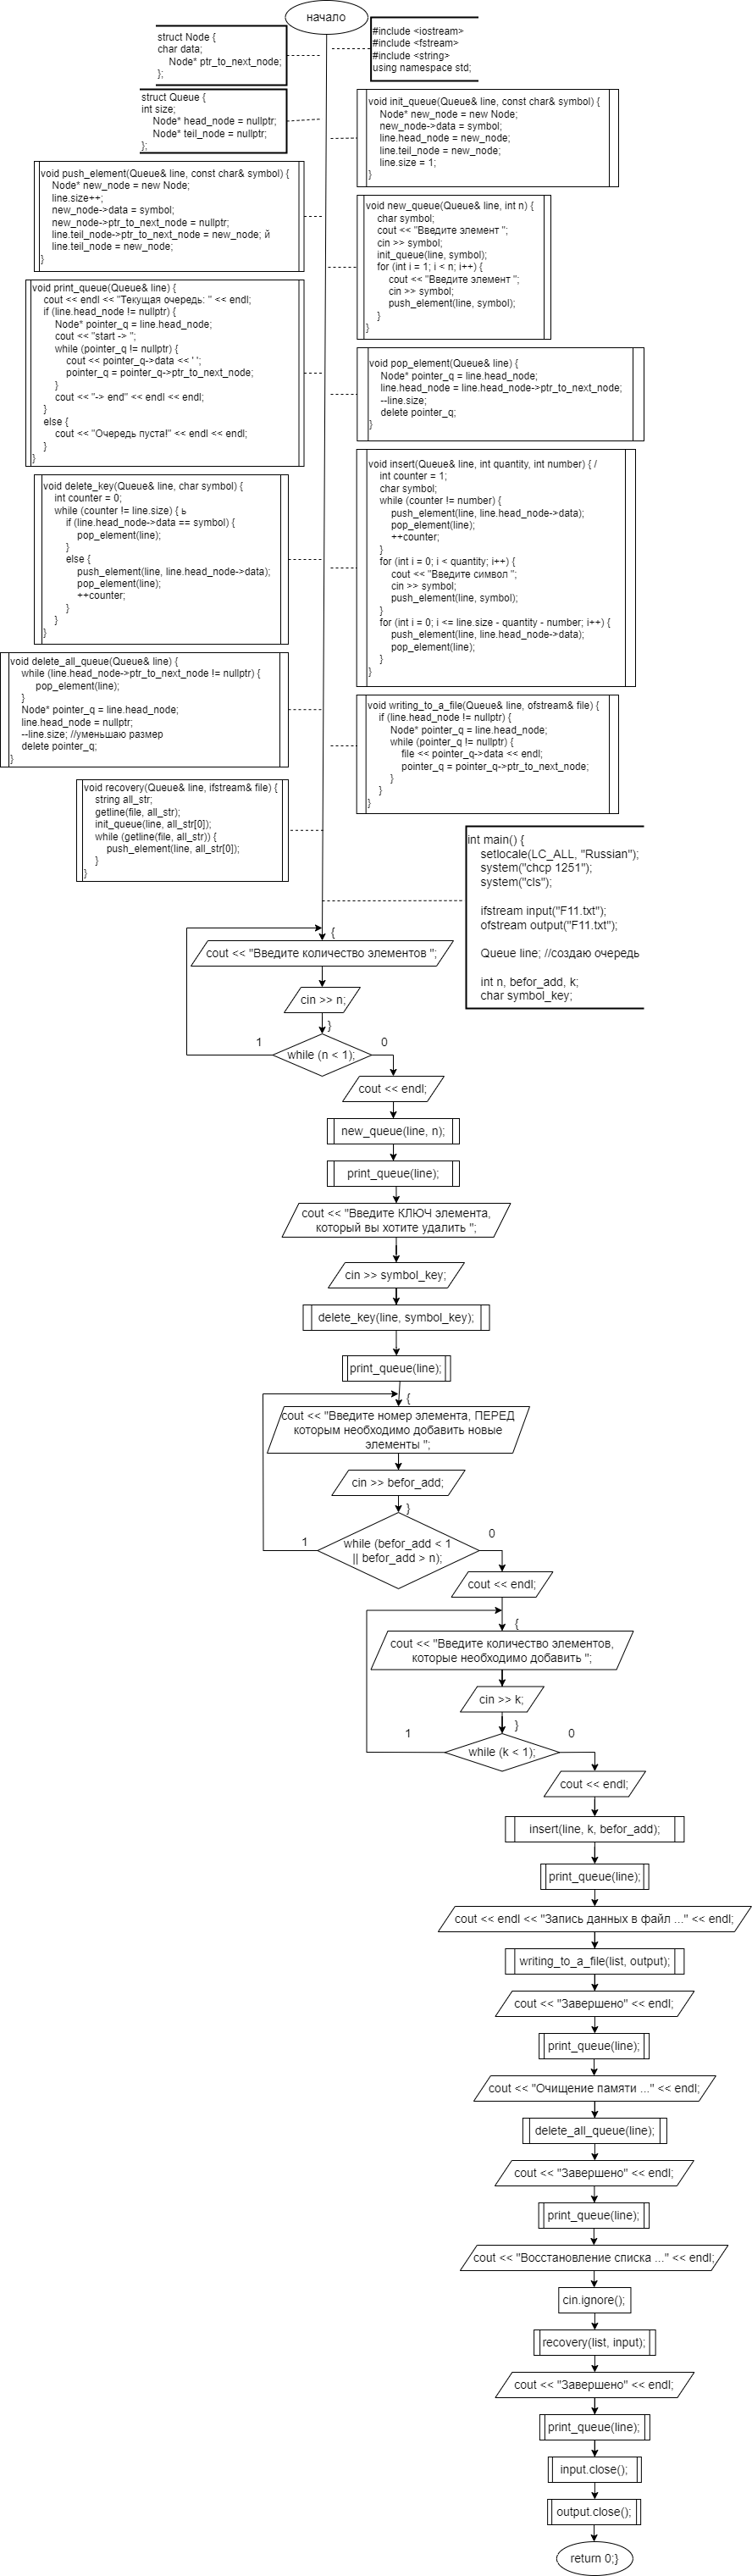 начало
struct Node {
char data;
Node* ptr_to_next_node;
};
#include <iostream>
#include <fstream>
#include <string>
using namespace std;
struct Queue {
int size;
Node* head_node = nullptr;
Node* teil_node = nullptr;
};
void init_queue(Queue& line, const char& symbol) {
Node* new_node = new Node;
new_node->data = symbol;
line.head_node = new_node;
line.teil_node = new_node;
line.size = 1;
}
void push_element(Queue& line, const char& symbol) {
Node* new_node = new Node;
line.size++;
new_node->data = symbol;
new_node->ptr_to_next_node = nullptr;
line.teil_node->ptr_to_next_node = new_node; й
line.teil_node = new_node;
}
void new_queue(Queue& line, int n) {
char symbol;
cout << "Введите элемент ";
cin >> symbol;
init_queue(line, symbol);
for (int i = 1; i < n; i++) {
cout << "Введите элемент ";
cin >> symbol;
push_element(line, symbol);
}
}
void print_queue(Queue& line) {
cout << endl << "Текущая очередь: " << endl;
if (line.head_node != nullptr) {
Node* pointer_q = line.head_node;
cout << "start -> ";
while (pointer_q != nullptr) {
cout << pointer_q->data << ' ';
pointer_q = pointer_q->ptr_to_next_node;
}
cout << "-> end" << endl << endl;
}
else {
cout << "Очередь пуста!" << endl << endl;
}
}
void pop_element(Queue& line) {
Node* pointer_q = line.head_node;
line.head_node = line.head_node->ptr_to_next_node;
--line.size;
delete pointer_q;
}
void delete_key(Queue& line, char symbol) {
int counter = 0;
while (counter != line.size) { ь
if (line.head_node->data == symbol) {
pop_element(line);
}
else {
push_element(line, line.head_node->data);
pop_element(line);
++counter;
}
}
}
void insert(Queue& line, int quantity, int number) { /
int counter = 1;
char symbol;
while (counter != number) {
push_element(line, line.head_node->data);
pop_element(line);
++counter;
}
for (int i = 0; i < quantity; i++) {
cout << "Введите символ ";
cin >> symbol;
push_element(line, symbol);
}
for (int i = 0; i <= line.size - quantity - number; i++) {
push_element(line, line.head_node->data);
pop_element(line);
}
}
void delete_all_queue(Queue& line) {
while (line.head_node->ptr_to_next_node != nullptr) {
pop_element(line);
}
Node* pointer_q = line.head_node;
line.head_node = nullptr;
--line.size; //уменьшаю размер
delete pointer_q;
}
void writing_to_a_file(Queue& line, ofstream& file) {
if (line.head_node != nullptr) {
Node* pointer_q = line.head_node;
while (pointer_q != nullptr) {
file << pointer_q->data << endl;
pointer_q = pointer_q->ptr_to_next_node;
}
}
}
void recovery(Queue& line, ifstream& file) {
string all_str;
getline(file, all_str);
init_queue(line, all_str[0]);
while (getline(file, all_str)) {
push_element(line, all_str[0]);
}
}
int main() {
setlocale(LC_ALL, "Russian");
system("chcp 1251");
system("cls");
ifstream input("F11.txt");
ofstream output("F11.txt");
Queue line; //создаю очередь
int n, befor_add, k;
char symbol_key;
{
cout << "Введите количество элементов ";
cin >> n;
}
1
0
while (n < 1);
cout << endl;
new_queue(line, n);
print_queue(line);
cout << "Введите КЛЮЧ элемента,
который вы хотите удалить ";
cin >> symbol_key;
delete_key(line, symbol_key);
print_queue(line);
{
cout << "Введите номер элемента, ПЕРЕД
которым необходимо добавить новые
элементы ";
cin >> befor_add;
}
0
1
while (befor_add < 1
|| befor_add > n);
cout << endl;
{
cout << "Введите количество элементов,
которые необходимо добавить ";
cin >> k;
}
1
0
while (k < 1);
cout << endl;
insert(line, k, befor_add);
print_queue(line);
cout << endl << "Запись данных в файл ..." << endl;
writing_to_a_file(list, output);
cout << "Завершено" << endl;
print_queue(line);
cout << "Очищение памяти ..." << endl;
delete_all_queue(line);
cout << "Завершено" << endl;
print_queue(line);
cout << "Восстановление списка ..." << endl;
cin.ignore();
recovery(list, input);
cout << "Завершено" << endl;
print_queue(line);
input.close();
output.close();
return 0;}